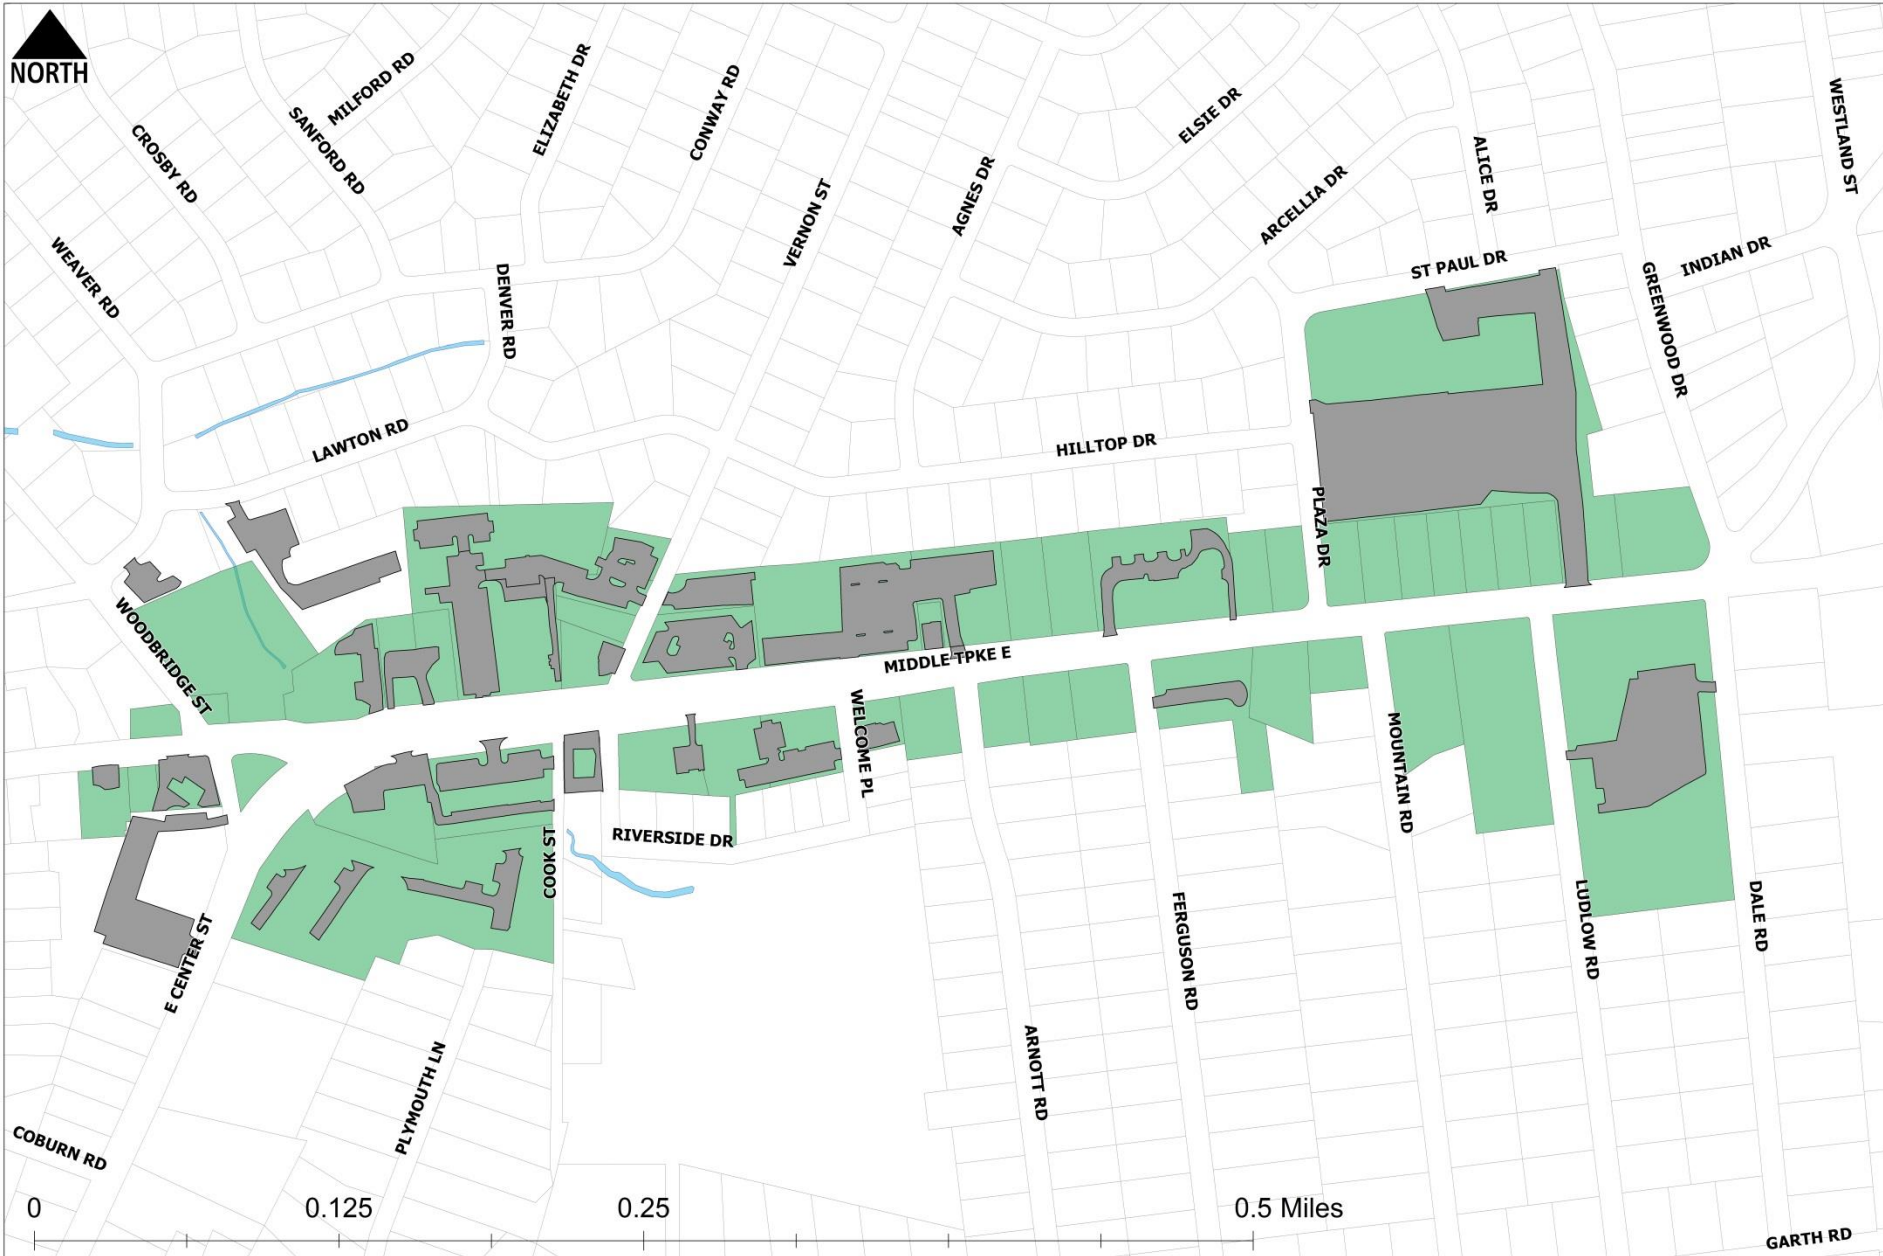 NORTH
MILFORD RD
ELIZABETH DR
CONWAY RD
ELSIE DR
WESTLAND ST
CROSBY RD
SANFORD RD
ALICE DR
AGNES DR
VERNON ST
ARCELLIA DR
WEAVER RD
DENVER RD
ST PAUL DR
INDIAN DR
GREENWOOD DR
LAWTON RD
HILLTOP DR
PLAZA DR
WOODBRIDGE ST
MIDDLE TPKE E
WELCOME PL
MOUNTAIN RD
RIVERSIDE DR
COOK ST
E CENTER ST
FERGUSON RD
LUDLOW RD
DALE RD
ARNOTT RD
PLYMOUTH LN
COBURN RD
0
0.125
0.25
0.5 Miles
GARTH RD